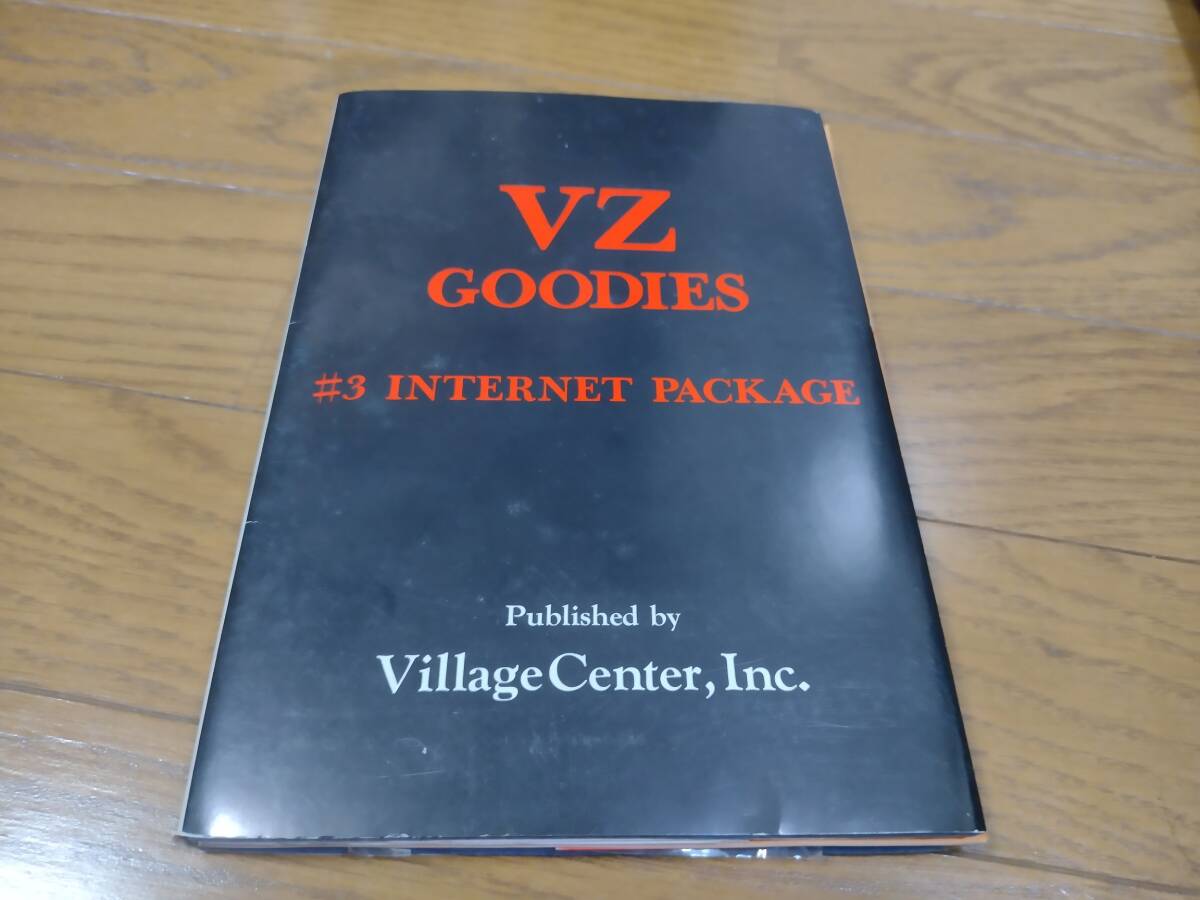 VZ
GOODIES
#3 INTERNET PACKAGE
Published by
Village Center, Inc.